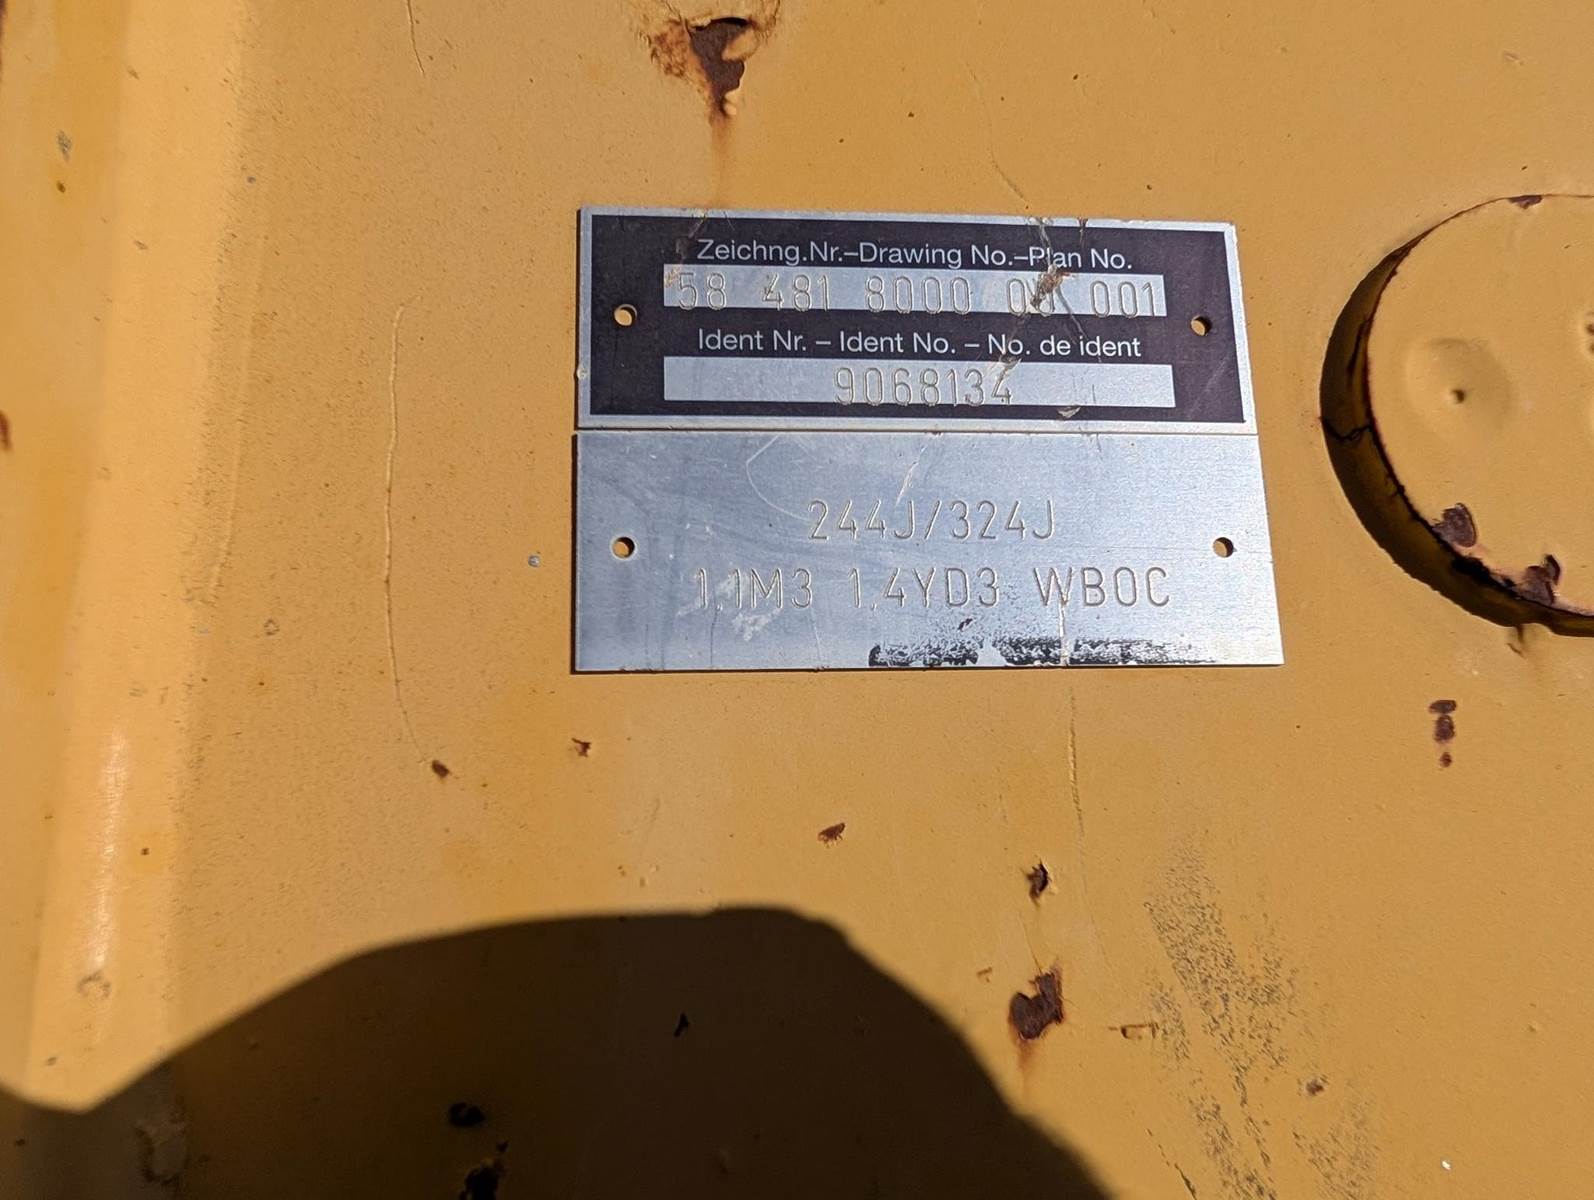 Zeichng.Nr.–Drawing No.–Plan No.
58 481 8000 00 001
Ident Nr. – Ident No. – No. de ident
9068134
244J/324J
1,1M3 1,4YD3 WBOC